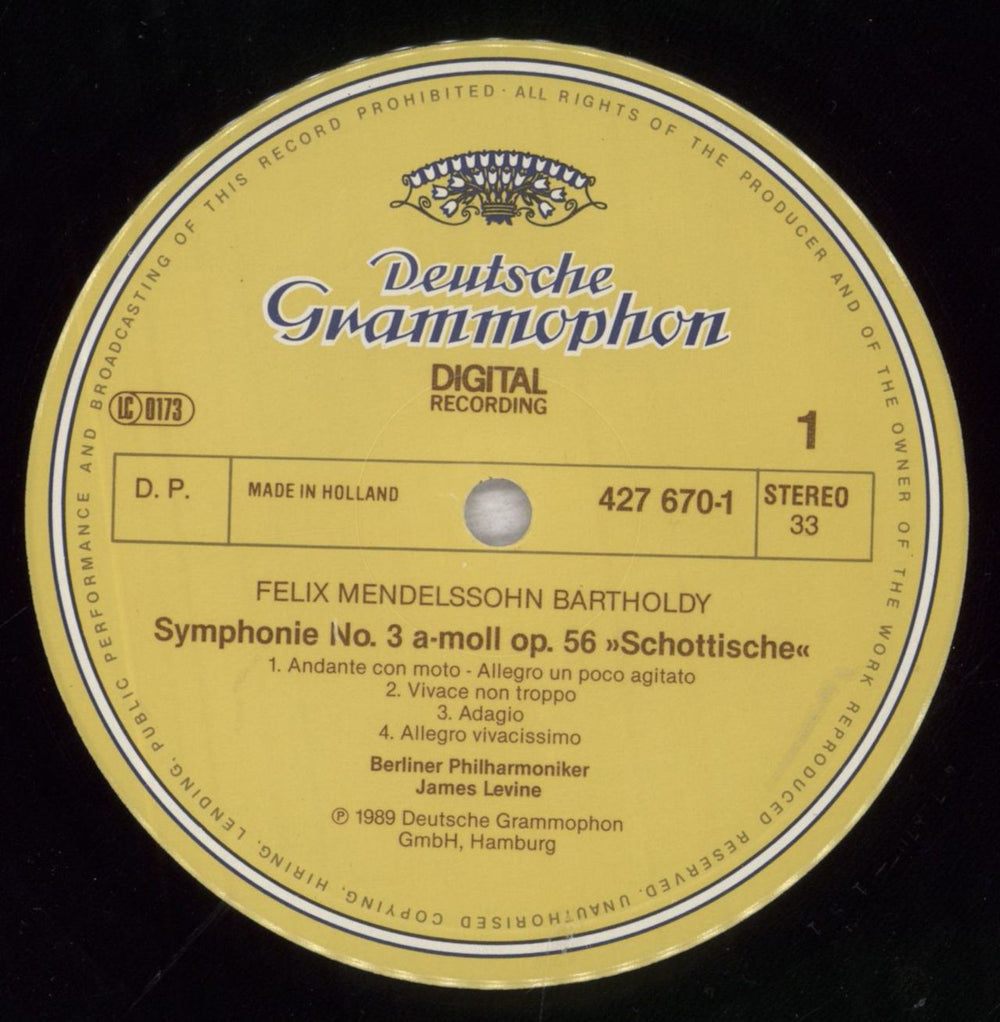 Deutsche
Grammophon
DIGITAL
RECORDING
LC 0173
1
D. P.
MADE IN HOLLAND
427 670-1
STEREO
33
FELIX MENDELSSOHN BARTHOLDY
Symphonie No. 3 a-moll op. 56 »Schottische«
1. Andante con moto - Allegro un poco agitato
2. Vivace non troppo
3. Adagio
4. Allegro vivacissimo
Berliner Philharmoniker
James Levine
℗ 1989 Deutsche Grammophon
GmbH, Hamburg
ALL RIGHTS OF THE PRODUCER AND OF THE OWNER OF THE WORK REPRODUCED RESERVED. UNAUTHORISED COPYING, HIRING, LENDING, PUBLIC PERFORMANCE AND BROADCASTING OF THIS RECORD PROHIBITED ·